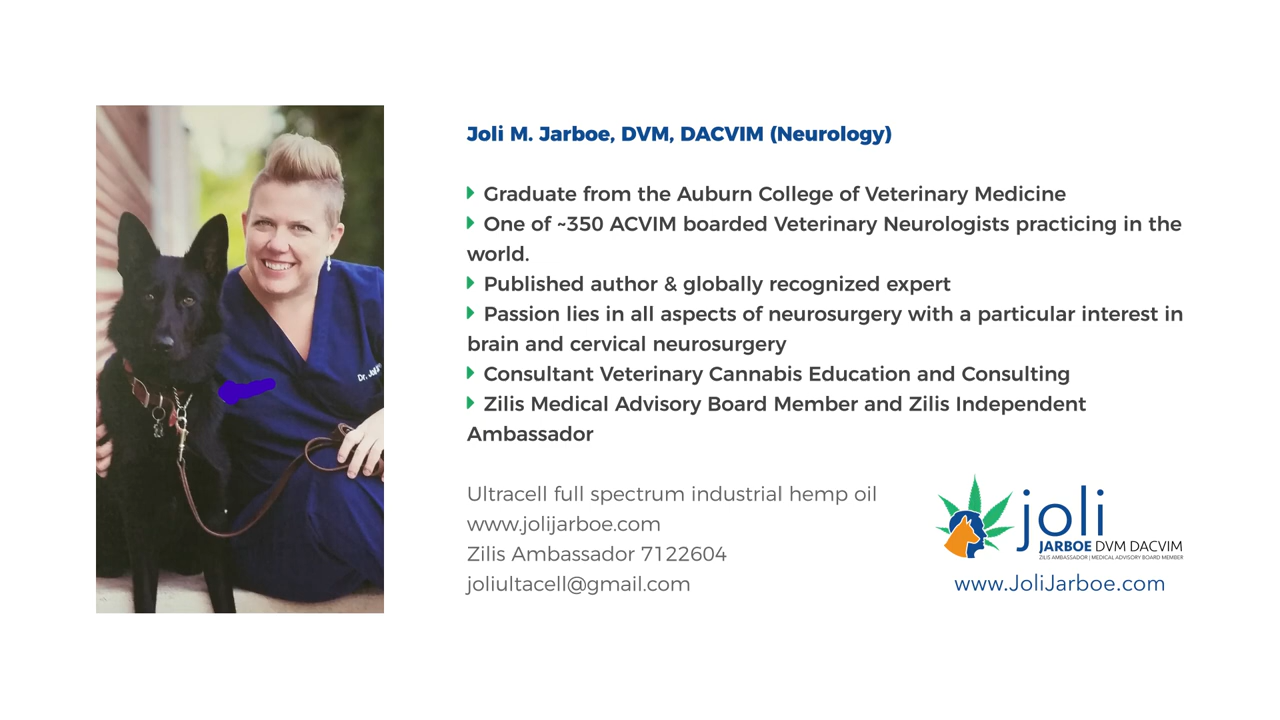 Joli M. Jarboe, DVM, DACVIM (Neurology)
Graduate from the Auburn College of Veterinary Medicine
One of ~350 ACVIM boarded Veterinary Neurologists practicing in the
world.
Published author & globally recognized expert
Passion lies in all aspects of neurosurgery with a particular interest in
brain and cervical neurosurgery
Consultant Veterinary Cannabis Education and Consulting
Zilis Medical Advisory Board Member and Zilis Independent
Ambassador
Ultracell full spectrum industrial hemp oil
www.jolijarboe.com
Zilis Ambassador 7122604
joliultacell@gmail.com
joli
JARBOE DVM DACVIM
ZILIS AMBASSADOR | MEDICAL ADVISORY BOARD MEMBER
www.JoliJarboe.com
Dr. Joli